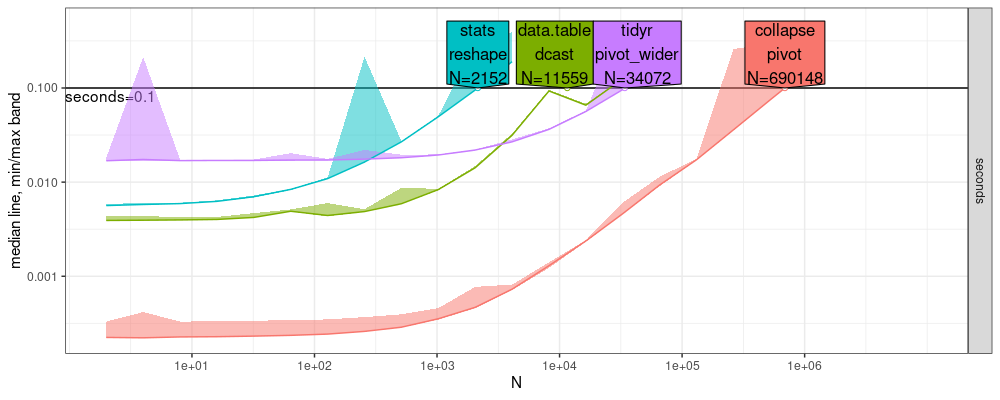 stats
reshape
N=2152
data.table
dcast
N=11559
tidyr
pivot_wider
N=34072
collapse
pivot
N=690148
seconds=0.1
0.100
0.010
0.001
median line, min/max band
seconds
1e+01
1e+02
1e+03
1e+04
1e+05
1e+06
N